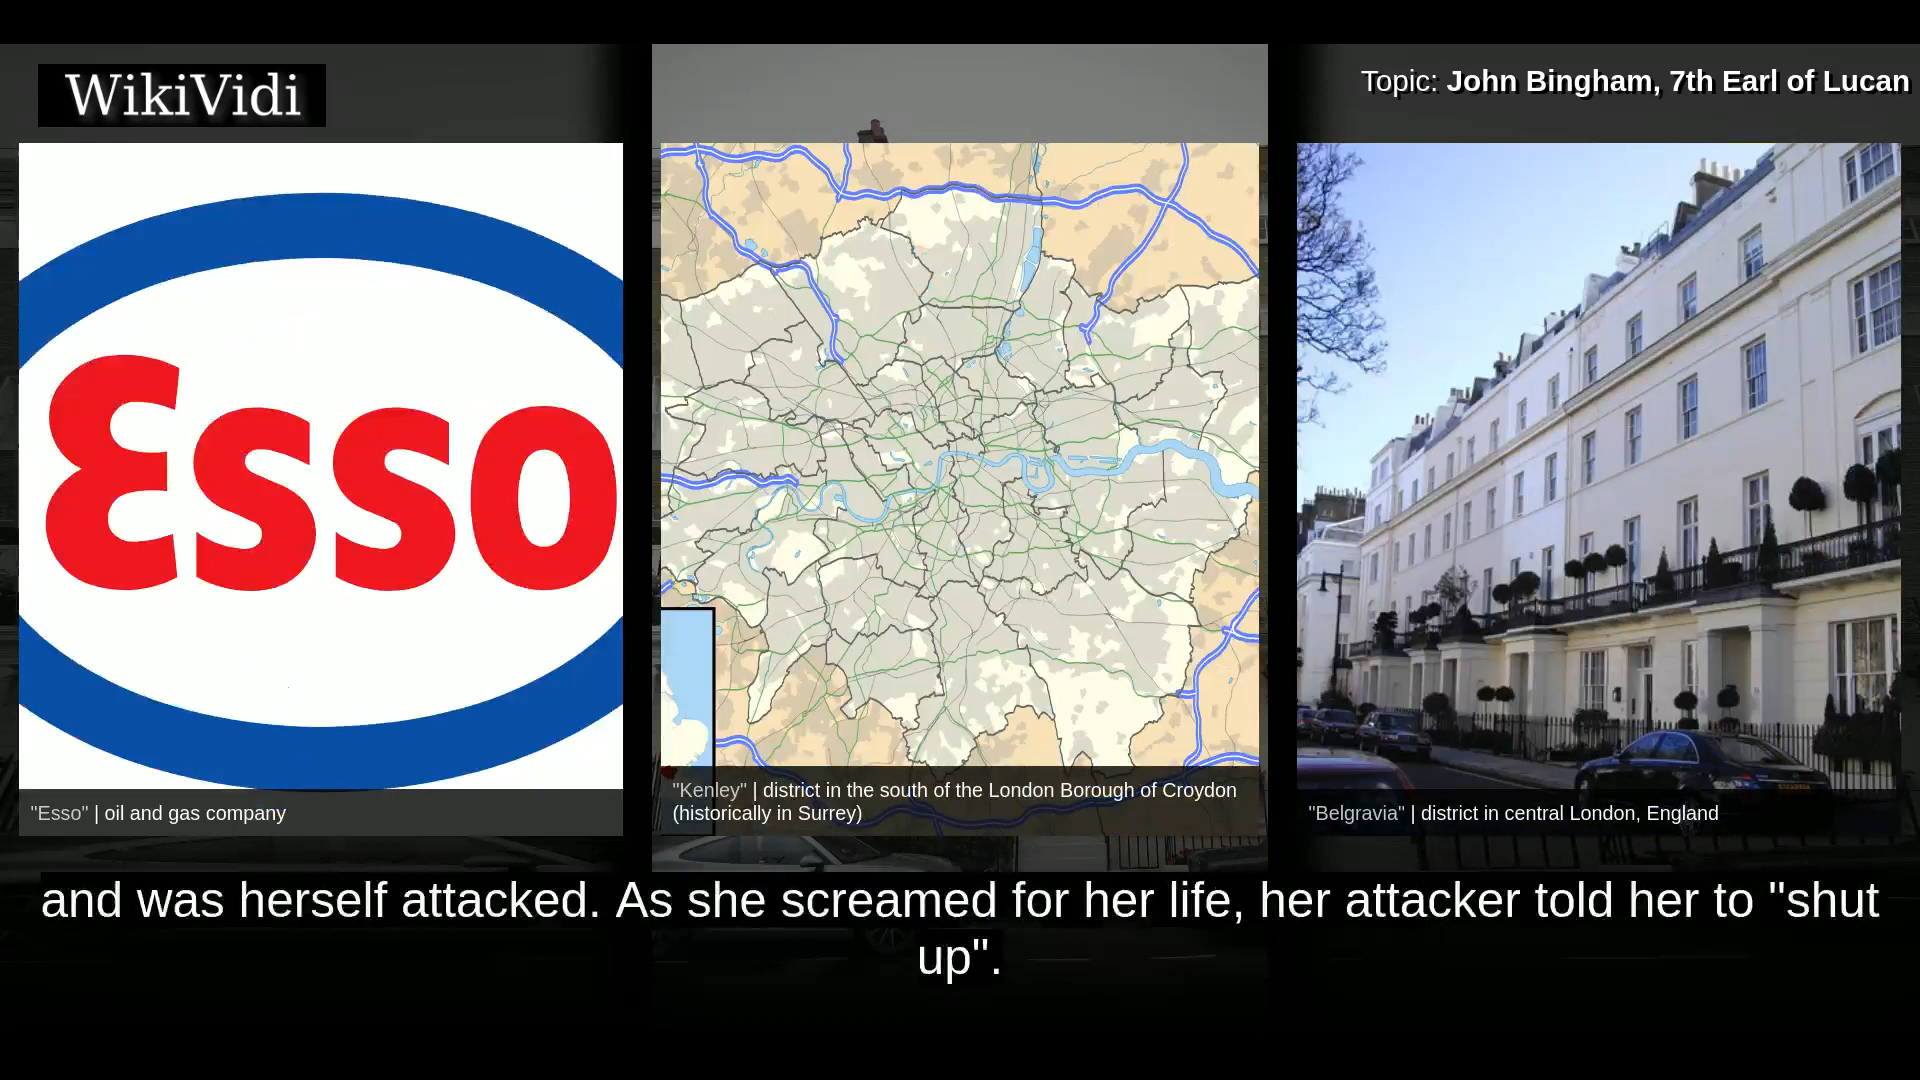 WikiVidi
Topic: John Bingham, 7th Earl of Lucan
Esso
"Esso" | oil and gas company
"Kenley" | district in the south of the London Borough of Croydon
(historically in Surrey)
"Belgravia" | district in central London, England
and was herself attacked. As she screamed for her life, her attacker told her to "shut
up".